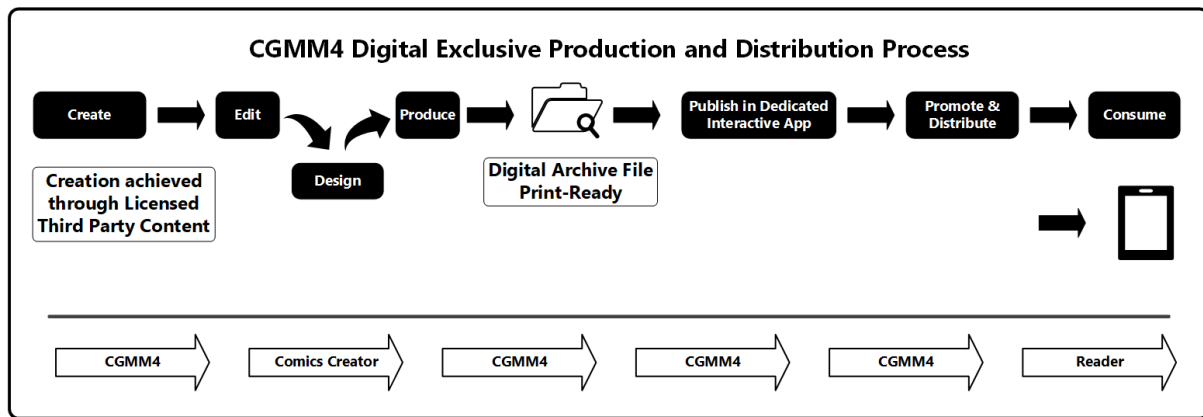 CGMM4 Digital Exclusive Production and Distribution Process
Create
Edit
Design
Produce
Publish in Dedicated
Interactive App
Promote &
Distribute
Consume
Creation achieved
through Licensed
Third Party Content
Digital Archive File
Print-Ready
CGMM4
Comics Creator
CGMM4
CGMM4
CGMM4
Reader